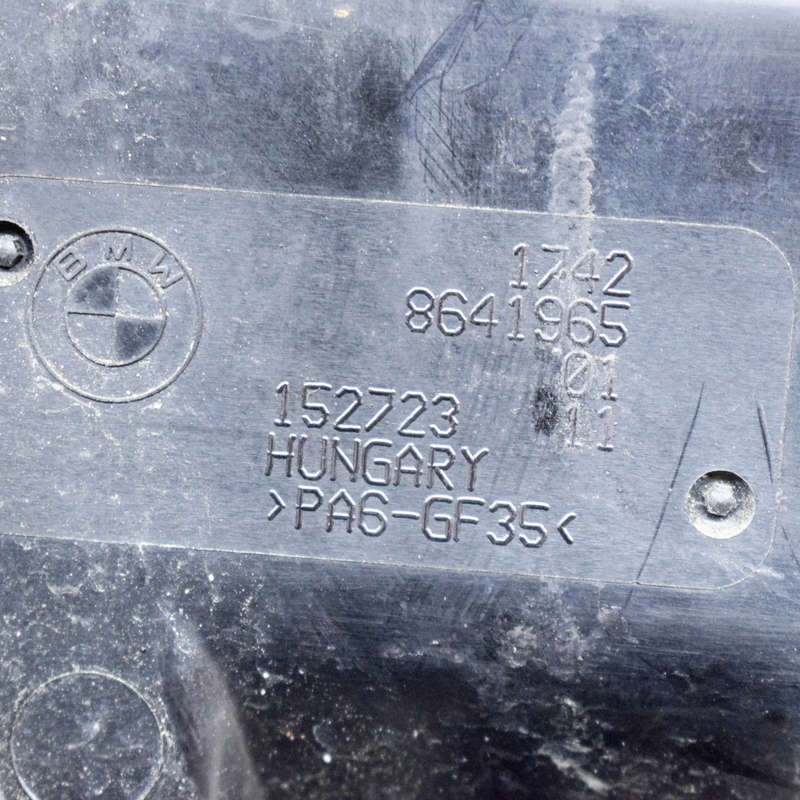 BMW
1742
8641965
01
11
152723
HUNGARY
>PA6-GF35<